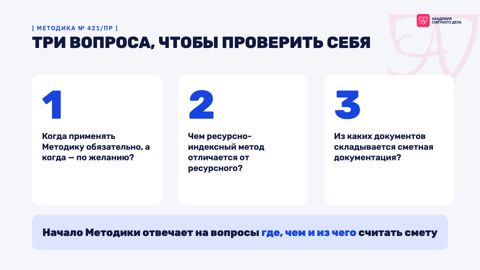 [ МЕТОДИКА № 421/ПР ]
ТРИ ВОПРОСА, ЧТОБЫ ПРОВЕРИТЬ СЕБЯ
АКАДЕМИЯ
СМЕТНОГО ДЕЛА
1
Когда применять
Методику обязательно, а
когда — по желанию?
2
Чем ресурсно-
индексный метод
отличается от
ресурсного?
3
Из каких документов
складывается сметная
документация?
Начало Методики отвечает на вопросы где, чем и из чего считать смету